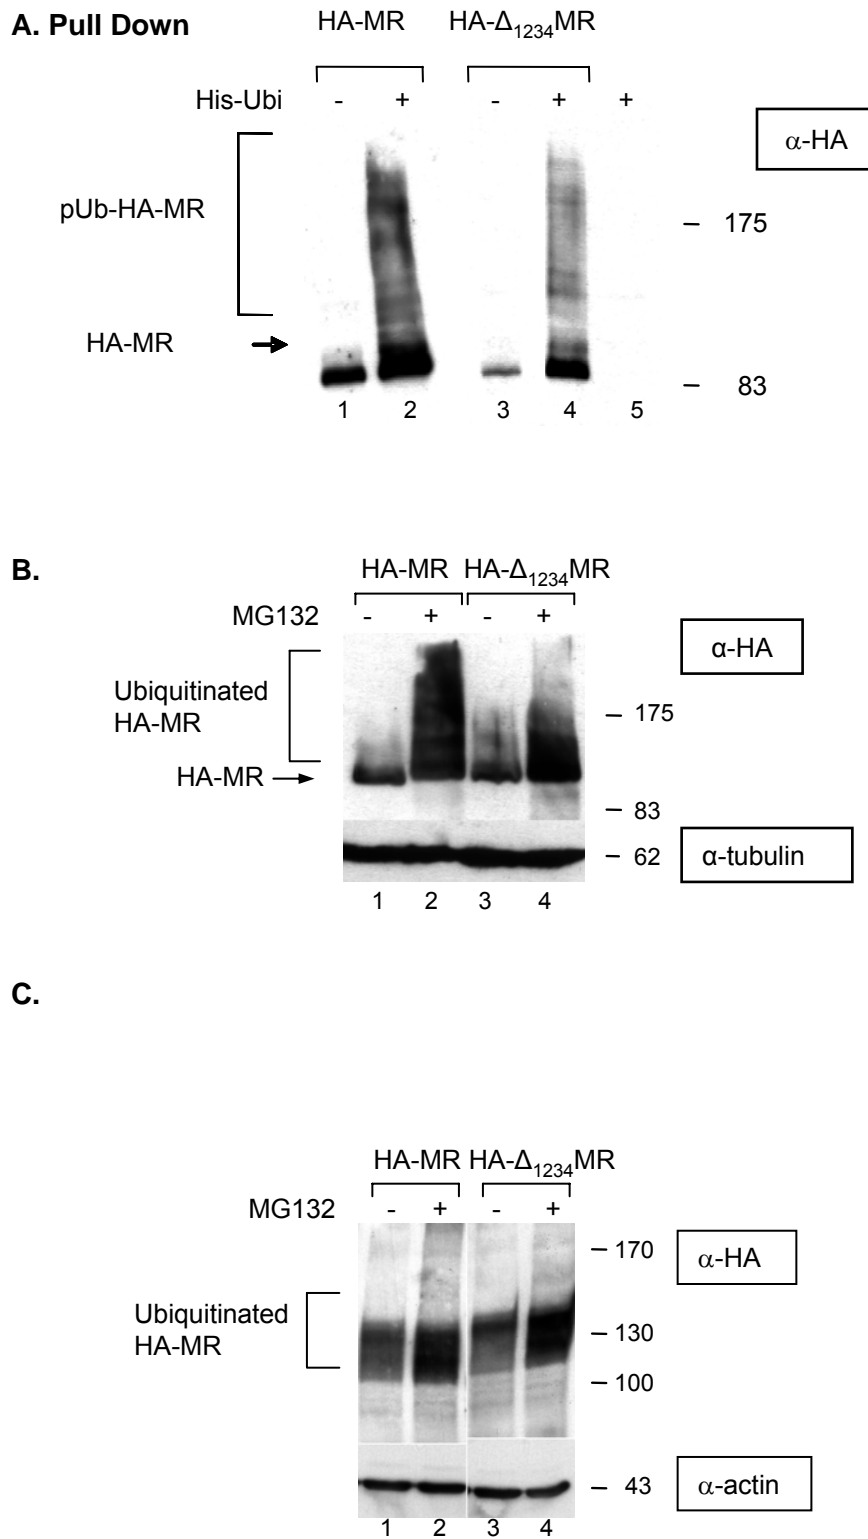 A. Pull Down
HA-MR HA-Δ1234MR
His-Ubi - + - + +
α-HA
pUb-HA-MR
175
HA-MR
83
1 2 3 4 5
B.
HA-MR HA-Δ1234MR
MG132 - + - +
α-HA
Ubiquitinated
HA-MR
175
HA-MR
83
62
α-tubulin
1 2 3 4
C.
HA-MR HA-Δ1234MR
MG132 - + - +
170
α-HA
Ubiquitinated
HA-MR
130
100
43
α-actin
1 2 3 4